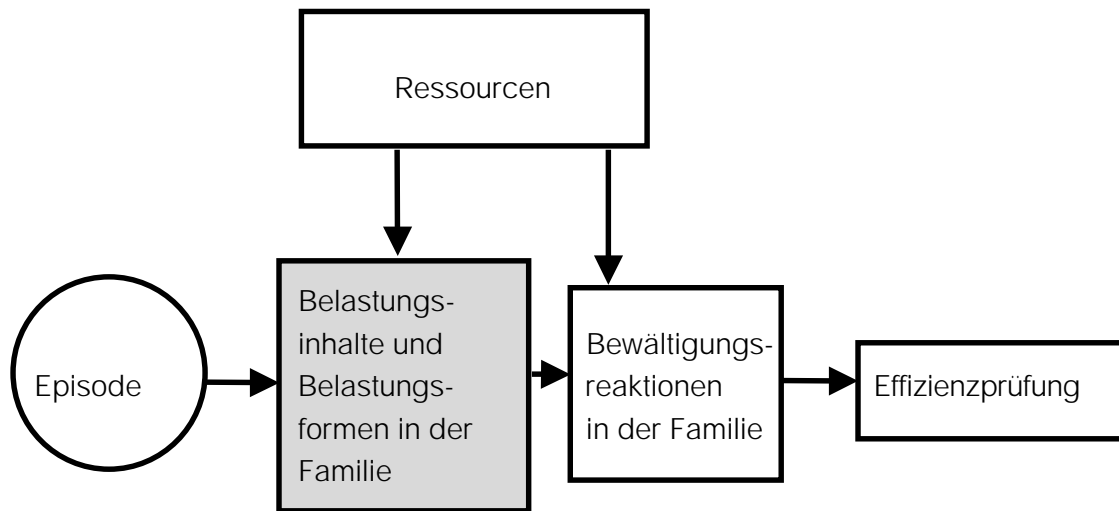 Ressourcen
Episode
Belastungs-
inhalte und
Belastungs-
formen in der
Familie
Bewältigungs-
reaktionen
in der Familie
Effizienzprüfung